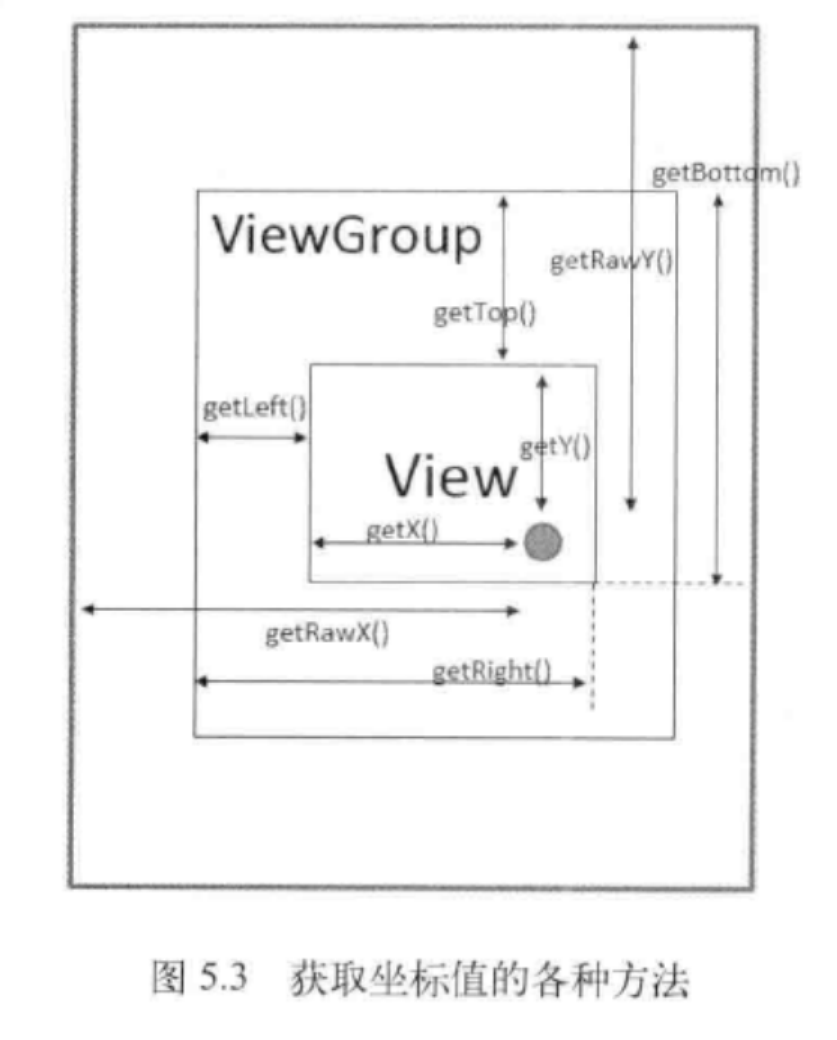 getBottom()
ViewGroup
getRawY()
getTop()
getLeft()
getY()
View
getX()
getRawX()
getRight()
图 5.3 获取坐标值的各种方法